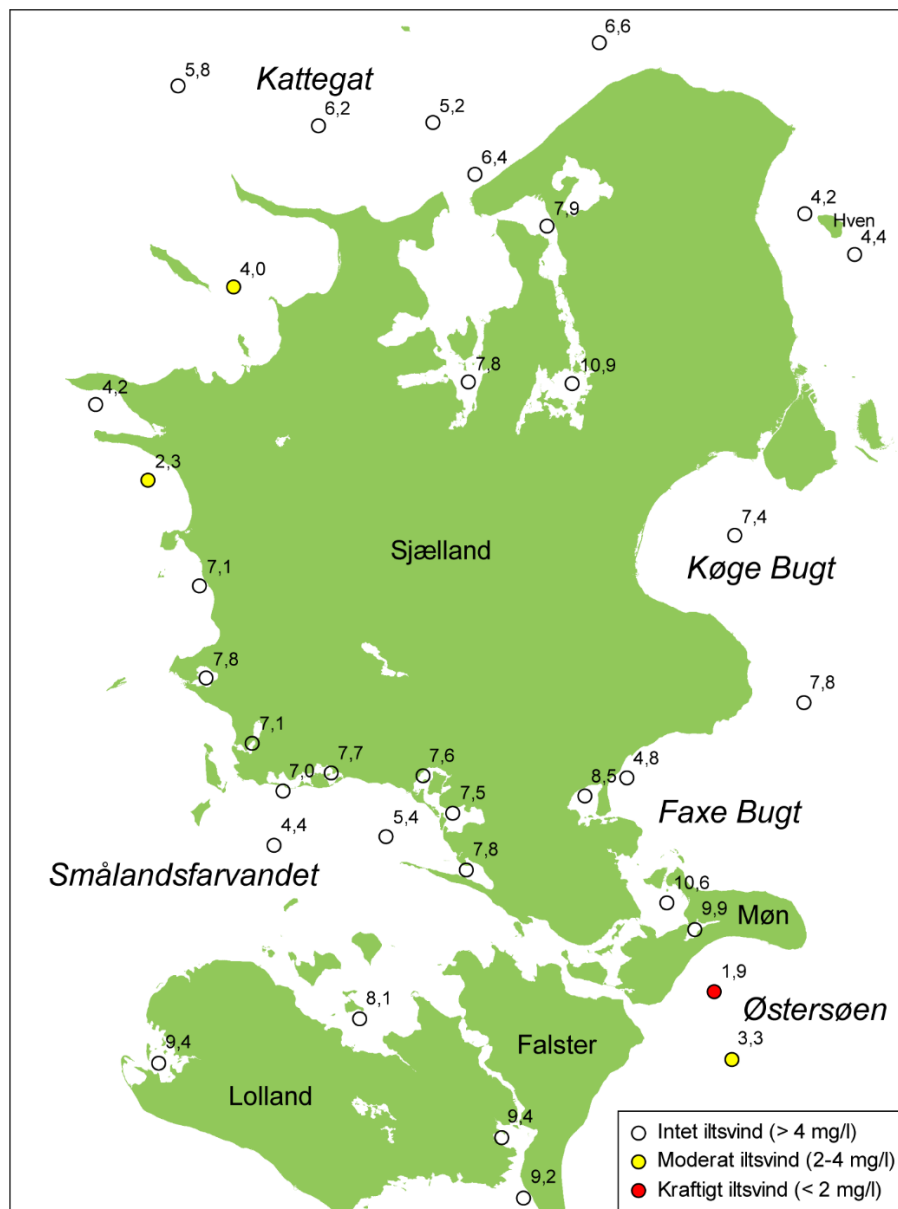 6,6
5,8
Kattegat
6,2
5,2
6,4
7,9
4,2
Hven
4,4
4,0
7,8
10,9
4,2
2,3
7,4
Sjælland
Køge Bugt
7,1
7,8
7,8
7,1
7,7
7,6
4,8
7,0
8,5
7,5
Faxe Bugt
4,4
5,4
Smålandsfarvandet
7,8
10,6
9,9
Møn
1,9
Østersøen
8,1
3,3
Falster
9,4
Lolland
9,4
9,2
Intet iltsvind (> 4 mg/l)
Moderat iltsvind (2-4 mg/l)
Kraftigt iltsvind (< 2 mg/l)